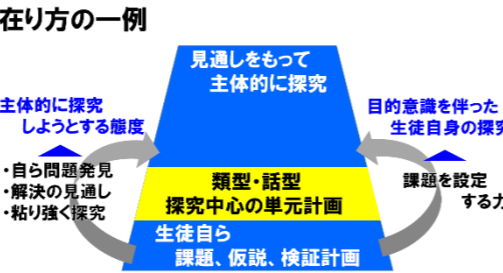 在り方の一例
見通しをもって
主体的に探究
主体的に探究
しようとする態度
・自ら問題発見
・解決の見通し
・粘り強く探究
目的意識を伴った
生徒自身の探究
課題を設定
する力
類型・話型
探究中心の単元計画
生徒自ら
課題、仮説、検証計画